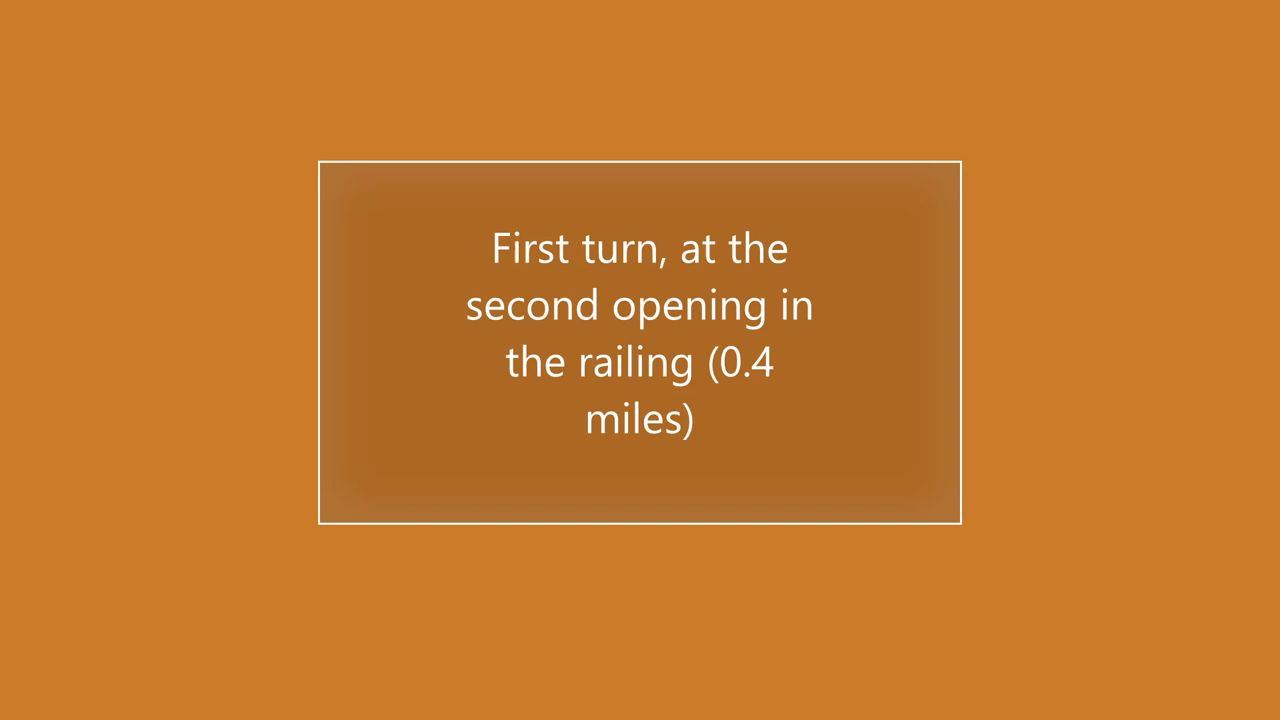 First turn, at the
second opening in
the railing (0.4
miles)